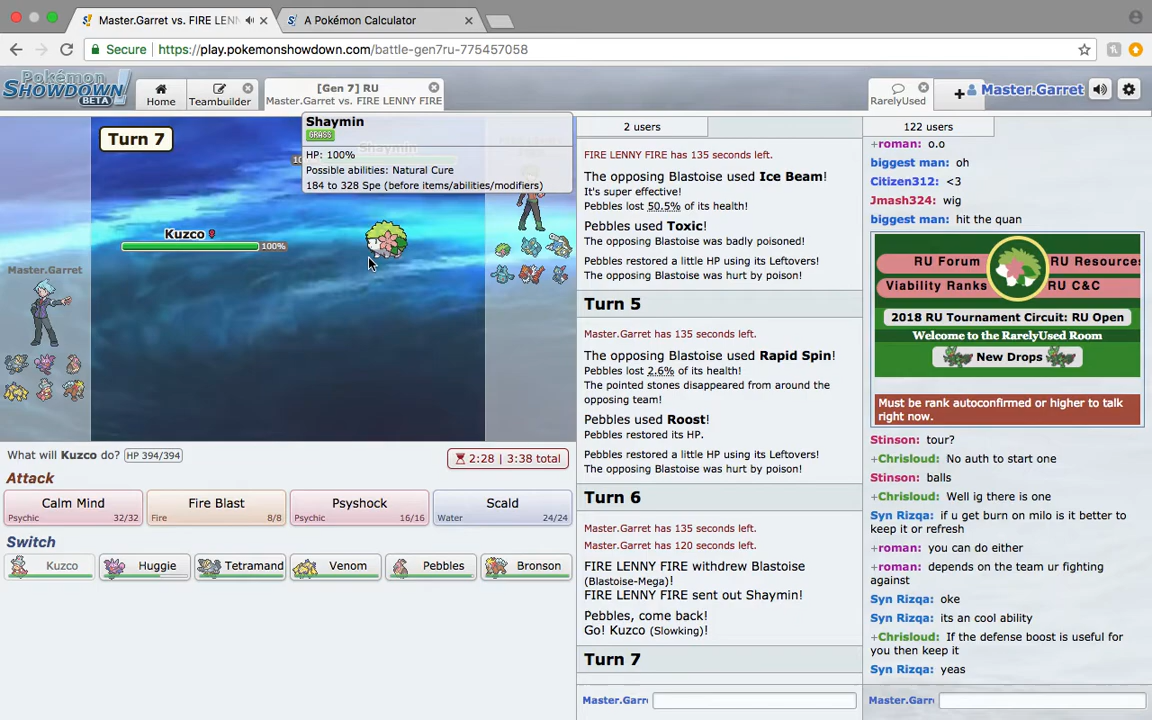 Master.Garret vs. FIRE LENN
A Pokémon Calculator
Secure
https://play.pokemonshowdown.com/battle-gen7ru-775457058
Pokémon
SHOWDOWN
BETA
Home
Teambuilder
[Gen 7] RU
Master.Garret vs. FIRE LENNY FIRE
RarelyUsed
Master.Garret
Turn 7
Shaymin
GRASS
HP: 100%
Possible abilities: Natural Cure
184 to 328 Spe (before items/abilities/modifiers)
Kuzco
100%
Master.Garret
What will Kuzco do? HP 394/394
2:28 | 3:38 total
Attack
Calm Mind
Psychic 32/32
Fire Blast
Fire 8/8
Psyshock
Psychic 16/16
Scald
Water 24/24
Switch
Kuzco
Huggie
Tetramand
Venom
Pebbles
Bronson
2 users
FIRE LENNY FIRE has 135 seconds left.
The opposing Blastoise used Ice Beam!
It's super effective!
Pebbles lost 50.5% of its health!
Pebbles used Toxic!
The opposing Blastoise was badly poisoned!
Pebbles restored a little HP using its Leftovers!
The opposing Blastoise was hurt by poison!
Turn 5
Master.Garret has 135 seconds left.
The opposing Blastoise used Rapid Spin!
Pebbles lost 2.6% of its health!
The pointed stones disappeared from around the
opposing team!
Pebbles used Roost!
Pebbles restored its HP.
Pebbles restored a little HP using its Leftovers!
The opposing Blastoise was hurt by poison!
Turn 6
Master.Garret has 135 seconds left.
Master.Garret has 120 seconds left.
FIRE LENNY FIRE withdrew Blastoise
(Blastoise-Mega)!
FIRE LENNY FIRE sent out Shaymin!
Pebbles, come back!
Go! Kuzco (Slowking)!
Turn 7
Master.Garr
122 users
+roman: o.o
biggest man: oh
Citizen312: <3
Jmash324: wig
biggest man: hit the quan
RU Forum
RU Resource
Viability Ranks
RU C&C
2018 RU Tournament Circuit: RU Open
Welcome to the RarelyUsed Room
New Drops
Must be rank autoconfirmed or higher to talk
right now.
Stinson: tour?
+Chrisloud: No auth to start one
Stinson: balls
+Chrisloud: Well ig there is one
Syn Rizqa: if u get burn on milo is it better to
keep it or refresh
+roman: you can do either
+roman: depends on the team ur fighting
against
Syn Rizqa: oke
Syn Rizqa: its an cool ability
+Chrisloud: If the defense boost is useful for
you then keep it
Syn Rizqa: yeas
Master.Garr